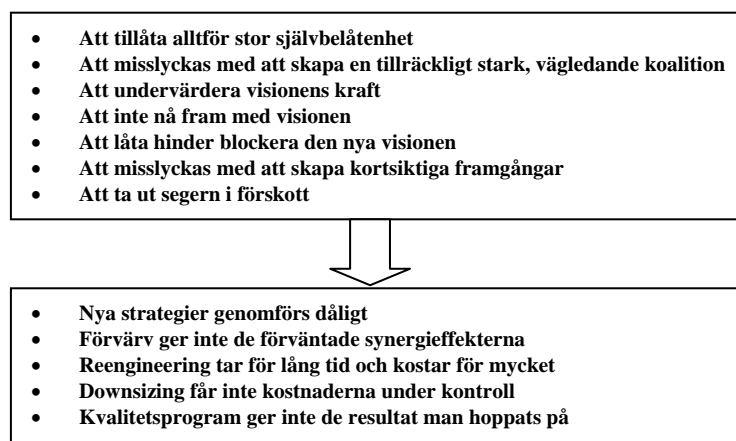 • Att tillåta alltför stor självbelåtenhet
• Att misslyckas med att skapa en tillräckligt stark, vägledande koalition
• Att undervärdera visionens kraft
• Att inte nå fram med visionen
• Att låta hinder blockera den nya visionen
• Att misslyckas med att skapa kortsiktiga framgångar
• Att ta ut segern i förskott
• Nya strategier genomförs dåligt
• Förvärv ger inte de förväntade synergieffekterna
• Reengineering tar för lång tid och kostar för mycket
• Downsizing får inte kostnaderna under kontroll
• Kvalitetsprogram ger inte de resultat man hoppats på